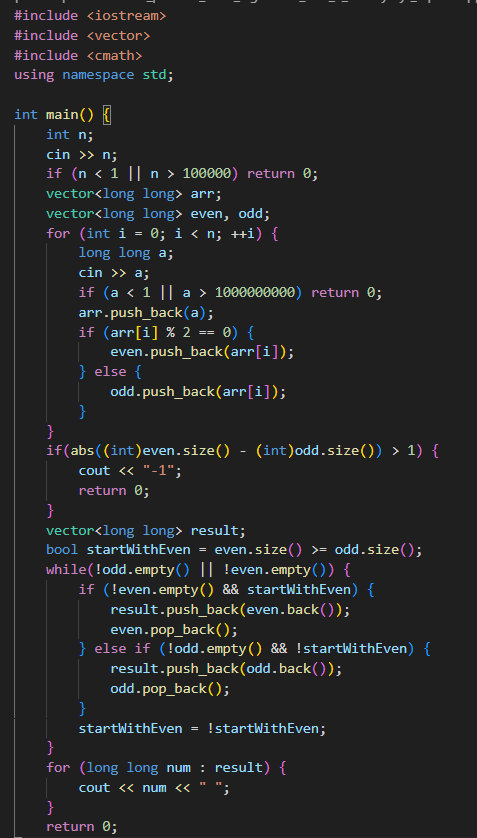 #include <iostream>
#include <vector>
#include <cmath>
using namespace std;

int main() {
    int n;
    cin >> n;
    if (n < 1 || n > 100000) return 0;
    vector<long long> arr;
    vector<long long> even, odd;
    for (int i = 0; i < n; ++i) {
        long long a;
        cin >> a;
        if (a < 1 || a > 1000000000) return 0;
        arr.push_back(a);
        if (arr[i] % 2 == 0) {
            even.push_back(arr[i]);
        } else {
            odd.push_back(arr[i]);
        }
    }
    if(abs((int)even.size() - (int)odd.size()) > 1) {
        cout << "-1";
        return 0;
    }
    vector<long long> result;
    bool startWithEven = even.size() >= odd.size();
    while(!odd.empty() || !even.empty()) {
        if (!even.empty() && startWithEven) {
            result.push_back(even.back());
            even.pop_back();
        } else if (!odd.empty() && !startWithEven) {
            result.push_back(odd.back());
            odd.pop_back();
        }
        startWithEven = !startWithEven;
    }
    for (long long num : result) {
        cout << num << " ";
    }
    return 0;